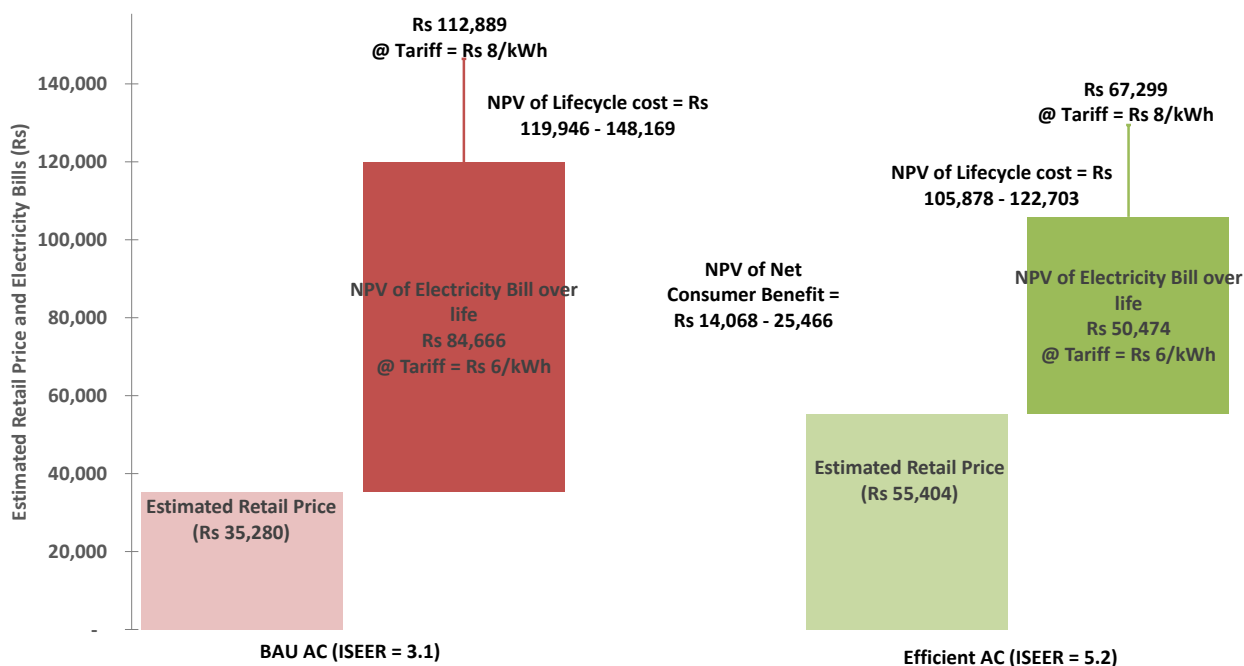 Estimated Retail Price and Electricity Bills (Rs)
140,000
120,000
100,000
80,000
60,000
40,000
20,000
-
Rs 112,889
@ Tariff = Rs 8/kWh
NPV of Lifecycle cost = Rs
119,946 - 148,169
NPV of Electricity Bill over
life
Rs 84,666
@ Tariff = Rs 6/kWh
Estimated Retail Price
(Rs 35,280)
BAU AC (ISEER = 3.1)
NPV of Net
Consumer Benefit =
Rs 14,068 - 25,466
Rs 67,299
@ Tariff = Rs 8/kWh
NPV of Lifecycle cost = Rs
105,878 - 122,703
NPV of Electricity Bill over
life
Rs 50,474
@ Tariff = Rs 6/kWh
Estimated Retail Price
(Rs 55,404)
Efficient AC (ISEER = 5.2)